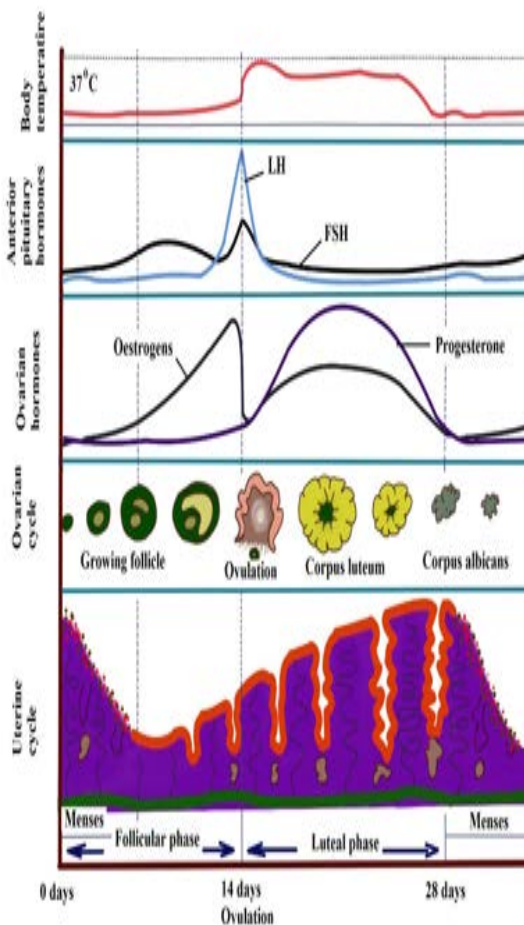 Body
temperatire
37°C
Anterior
pituitary
hormones
LH
FSH
Ovarian
hormones
Oestrogens
Progesterone
Ovarian
cycle
Growing follicle
Ovulation
Corpus luteum
Corpus albicans
Uterine
cycle
Menses
Follicular phase
Luteal phase
Menses
0 days
14 days
Ovulation
28 days